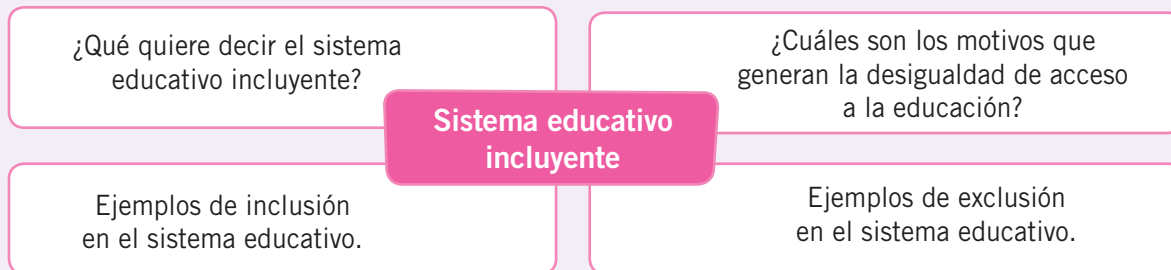 ¿Qué quiere decir el sistema
educativo incluyente?
¿Cuáles son los motivos que
generan la desigualdad de acceso
a la educación?
Sistema educativo
incluyente
Ejemplos de inclusión
en el sistema educativo.
Ejemplos de exclusión
en el sistema educativo.